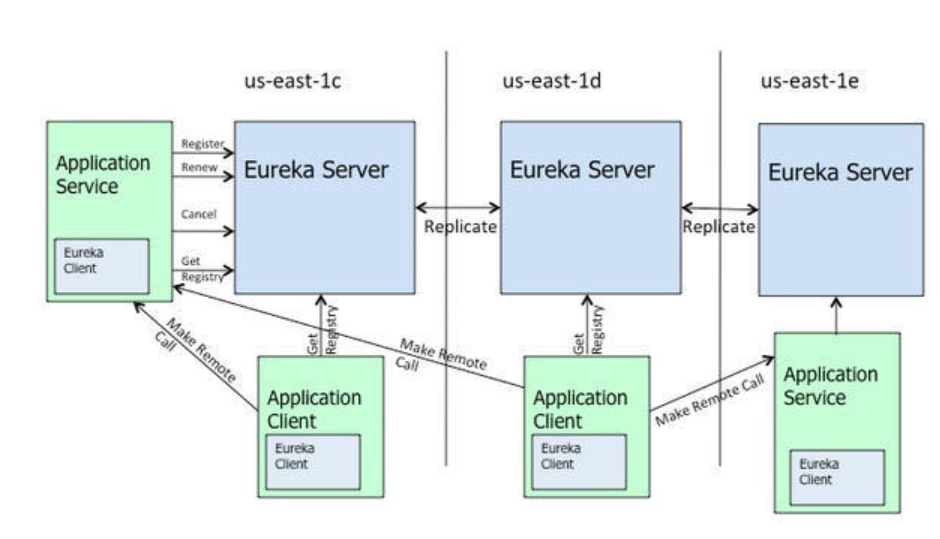 us-east-1c
us-east-1d
us-east-1e
Application
Service
Eureka
Client
Register
Renew
Cancel
Get
Registry
Eureka Server
Replicate
Eureka Server
Replicate
Eureka Server
Make Remote
Call
Get
Registry
Make Remote
Call
Get
Registry
Make Remote Call
Application
Client
Eureka
Client
Application
Client
Eureka
Client
Application
Service
Eureka
Client